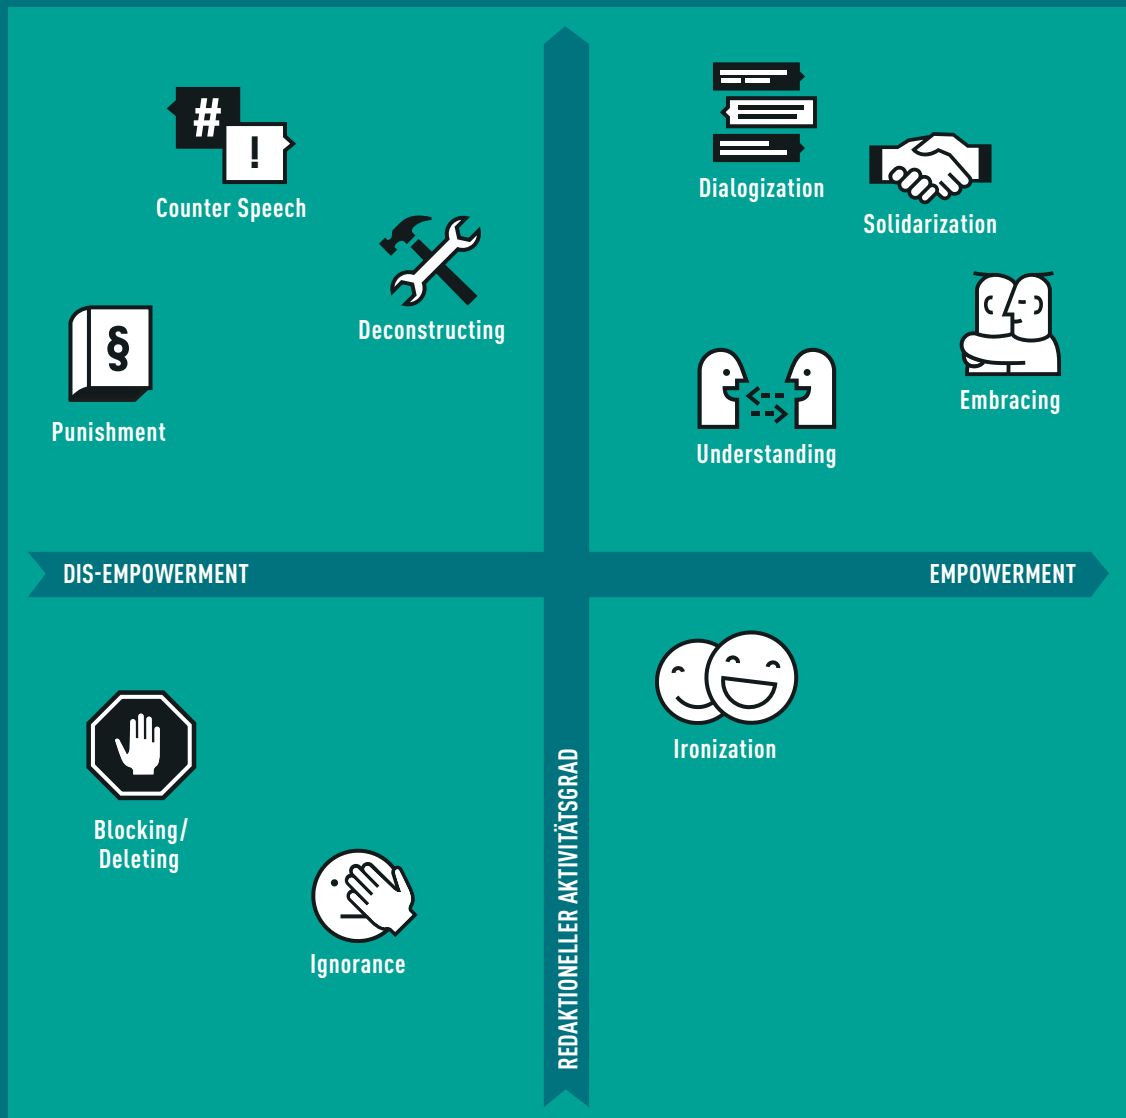 #
!
Counter Speech
Dialogization
Solidarization
Deconstructing
§
Punishment
Embracing
Understanding
DIS-EMPOWERMENT
EMPOWERMENT
Ironization
Blocking/
Deleting
Ignorance
REDAKTIONELLER AKTIVITÄTSGRAD